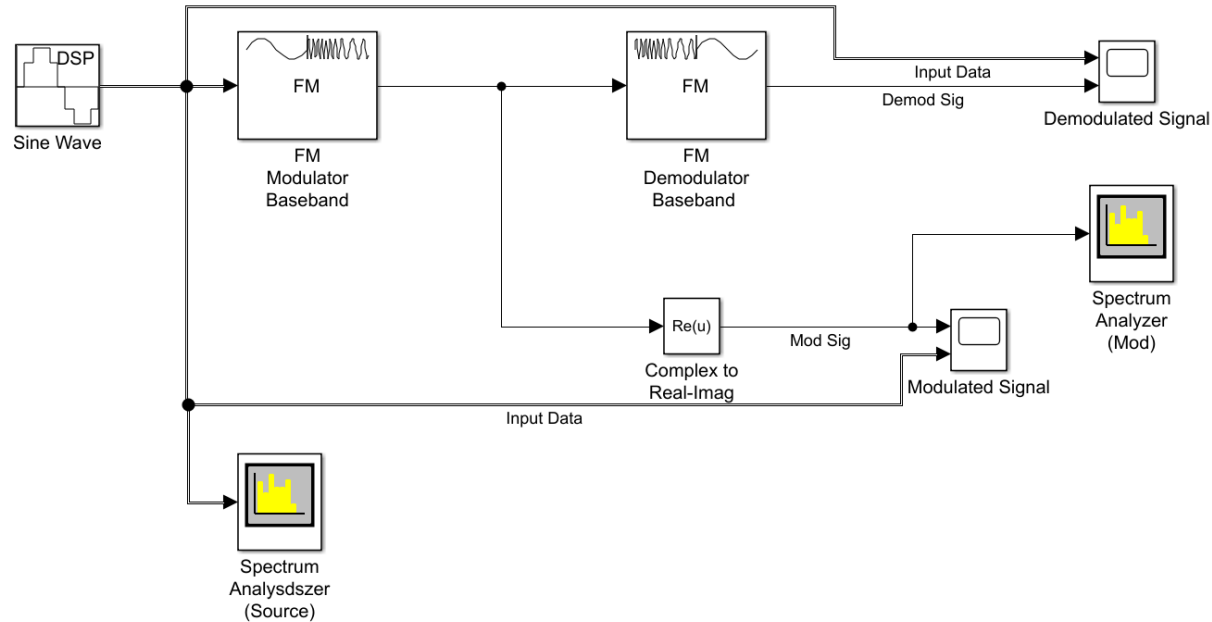 DSP
Sine Wave
FM
FM
Modulator
Baseband
FM
FM
Demodulator
Baseband
Input Data
Demod Sig
Demodulated Signal
Spectrum
Analyzer
(Mod)
Re(u)
Complex to
Real-Imag
Mod Sig
Modulated Signal
Input Data
Spectrum
Analysdszer
(Source)